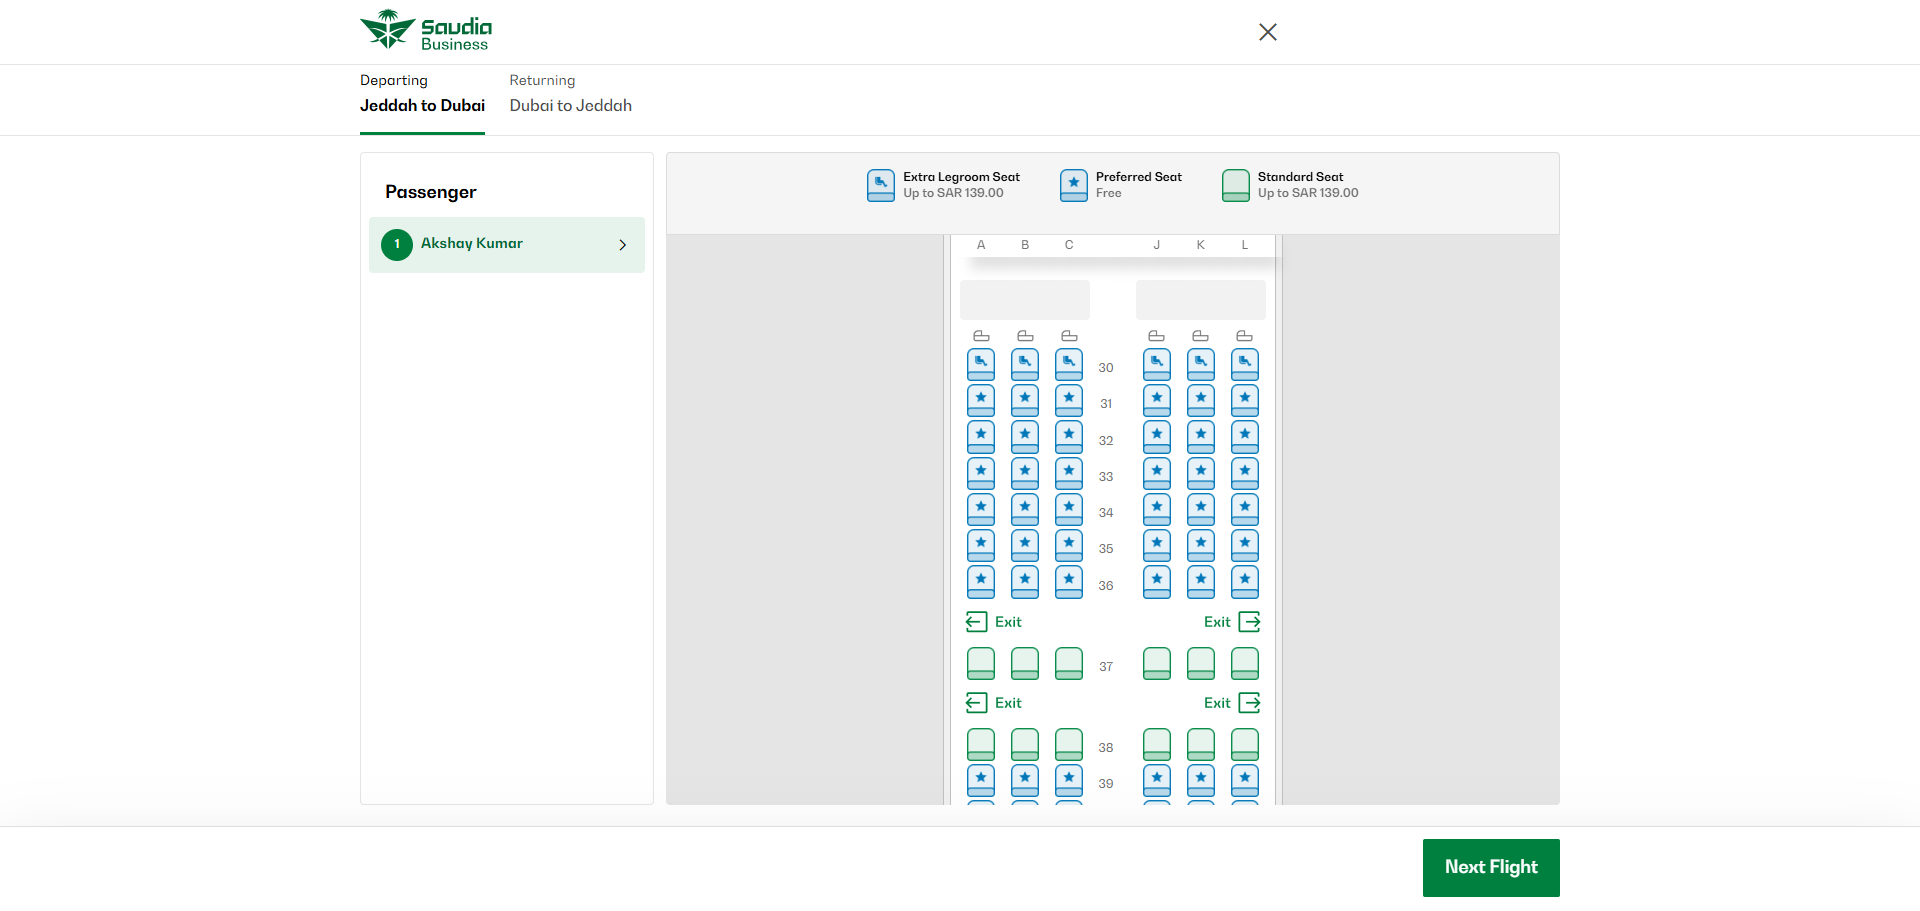 Saudia
Business
Departing
Jeddah to Dubai
Returning
Dubai to Jeddah
Passenger
1 Akshay Kumar
Extra Legroom Seat
Up to SAR 139.00
Preferred Seat
Free
Standard Seat
Up to SAR 139.00
A B C J K L
30
31
32
33
34
35
36
Exit Exit
37
Exit Exit
38
39
Next Flight